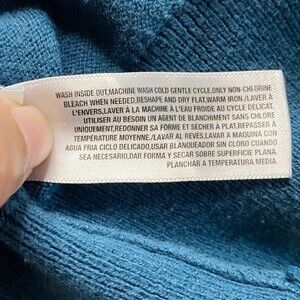 WASH INSIDE OUT,MACHINE WASH COLD GENTLE CYCLE,ONLY NON-CHLORINE
BLEACH WHEN NEEDED,RESHAPE AND DRY FLAT,WARM IRON./LAVER À
L'ENVERS,LAVER À LA MACHINE À L'EAU FROIDE AU CYCLE DÉLICAT.
UTILISER AU BESOIN UN AGENT DE BLANCHIMENT SANS CHLORE
UNIQUEMENT,REDONNER SA FORME ET SÉCHER À PLAT,REPASSER À
TEMPÉRATURE MOYENNE./LAVAR AL REVÉS,LAVAR A MAQUINA CON
AGUA FRIA CICLO DELICADO,USAR BLANQUEADOR SIN CLORO CUANDO
SEA NECESARIO,DAR FORMA Y SECAR SOBRE SUPERFICIE PLANA.
PLANCHAR A TEMPERATURA MEDIA.